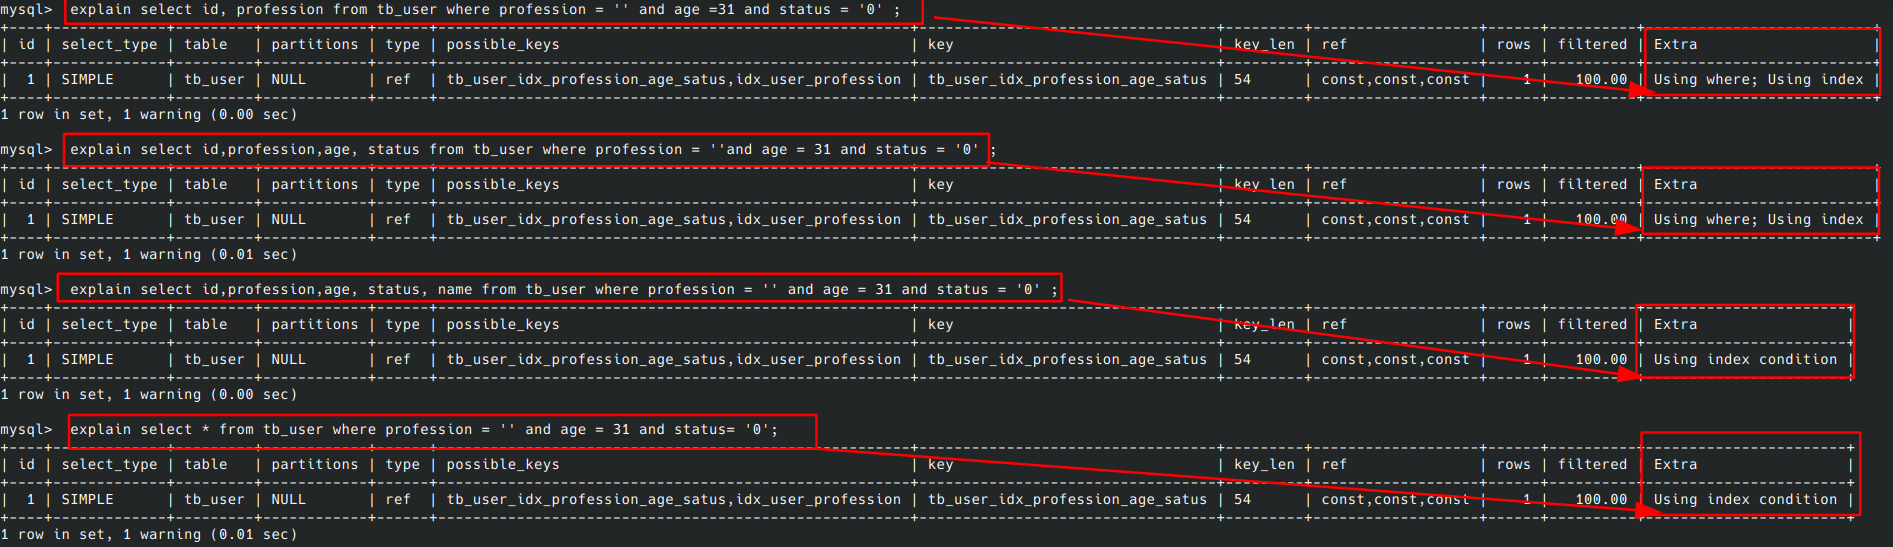 mysql>  explain select id, profession from tb_user where profession = '' and age =31 and status = '0' ;
+----+-------------+---------+------------+------+-----------------------------------------------------+----------------------------------+---------+-------------------+------+----------+--------------------------+
| id | select_type | table   | partitions | type | possible_keys                                       | key                              | key_len | ref               | rows | filtered | Extra                    |
+----+-------------+---------+------------+------+-----------------------------------------------------+----------------------------------+---------+-------------------+------+----------+--------------------------+
|  1 | SIMPLE      | tb_user | NULL       | ref  | tb_user_idx_profession_age_satus,idx_user_profession | tb_user_idx_profession_age_satus | 54      | const,const,const |    1 |   100.00 | Using where; Using index |
+----+-------------+---------+------------+------+-----------------------------------------------------+----------------------------------+---------+-------------------+------+----------+--------------------------+
1 row in set, 1 warning (0.00 sec)
mysql>  explain select id,profession,age, status from tb_user where profession = ''and age = 31 and status = '0' ;
+----+-------------+---------+------------+------+-----------------------------------------------------+----------------------------------+---------+-------------------+------+----------+--------------------------+
| id | select_type | table   | partitions | type | possible_keys                                       | key                              | key_len | ref               | rows | filtered | Extra                    |
+----+-------------+---------+------------+------+-----------------------------------------------------+----------------------------------+---------+-------------------+------+----------+--------------------------+
|  1 | SIMPLE      | tb_user | NULL       | ref  | tb_user_idx_profession_age_satus,idx_user_profession | tb_user_idx_profession_age_satus | 54      | const,const,const |    1 |   100.00 | Using where; Using index |
+----+-------------+---------+------------+------+-----------------------------------------------------+----------------------------------+---------+-------------------+------+----------+--------------------------+
1 row in set, 1 warning (0.01 sec)
mysql>  explain select id,profession,age, status, name from tb_user where profession = '' and age = 31 and status = '0' ;
+----+-------------+---------+------------+------+-----------------------------------------------------+----------------------------------+---------+-------------------+------+----------+-----------------------+
| id | select_type | table   | partitions | type | possible_keys                                       | key                              | key_len | ref               | rows | filtered | Extra                 |
+----+-------------+---------+------------+------+-----------------------------------------------------+----------------------------------+---------+-------------------+------+----------+-----------------------+
|  1 | SIMPLE      | tb_user | NULL       | ref  | tb_user_idx_profession_age_satus,idx_user_profession | tb_user_idx_profession_age_satus | 54      | const,const,const |    1 |   100.00 | Using index condition |
+----+-------------+---------+------------+------+-----------------------------------------------------+----------------------------------+---------+-------------------+------+----------+-----------------------+
1 row in set, 1 warning (0.00 sec)
mysql>  explain select * from tb_user where profession = '' and age = 31 and status= '0';
+----+-------------+---------+------------+------+-----------------------------------------------------+----------------------------------+---------+-------------------+------+----------+-----------------------+
| id | select_type | table   | partitions | type | possible_keys                                       | key                              | key_len | ref               | rows | filtered | Extra                 |
+----+-------------+---------+------------+------+-----------------------------------------------------+----------------------------------+---------+-------------------+------+----------+-----------------------+
|  1 | SIMPLE      | tb_user | NULL       | ref  | tb_user_idx_profession_age_satus,idx_user_profession | tb_user_idx_profession_age_satus | 54      | const,const,const |    1 |   100.00 | Using index condition |
+----+-------------+---------+------------+------+-----------------------------------------------------+----------------------------------+---------+-------------------+------+----------+-----------------------+
1 row in set, 1 warning (0.01 sec)